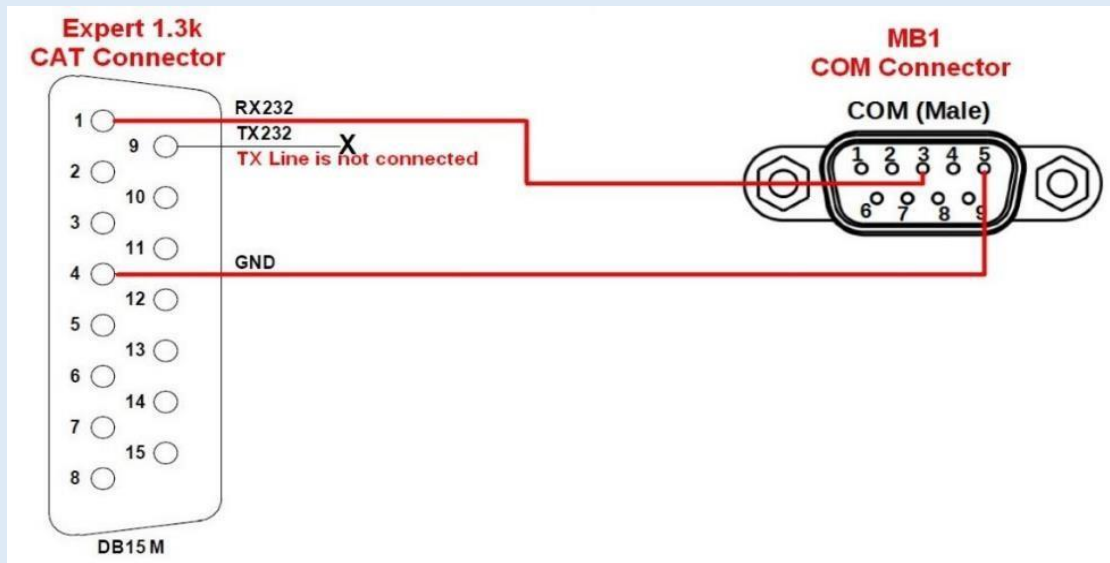 Expert 1.3k
CAT Connector
MB1
COM Connector
COM (Male)
RX232
TX232
X
TX Line is not connected
GND
1
9
2
10
3
11
4
12
5
13
6
14
7
15
8
DB15 M
1 2 3 4 5
6 7 8 9